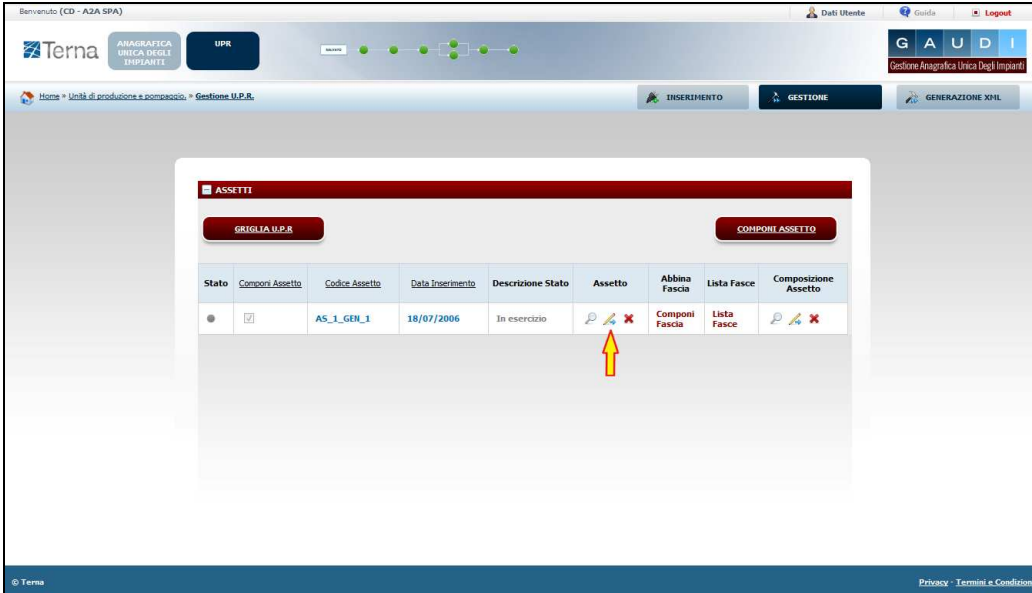 Benvenuto (CD - A2A SPA)
Dati Utente
Guida
Logout
Terna
ANAGRAFICA
UNICA DEGLI
IMPIANTI
UPR
G A U D I
Gestione Anagrafica Unica Degli Impianti
Home » Unità di produzione e pompaggio. » Gestione U.P.R.
INSERIMENTO
GESTIONE
GENERAZIONE XML
ASSETTI
GRIGLIA U.P.R
COMPONI ASSETTO
Stato Componi Assetto Codice Assetto Data Inserimento Descrizione Stato Assetto Abbina Fascia Lista Fasce Composizione Assetto
AS_1_GEN_1 18/07/2006 In esercizio Componi Fascia Lista Fasce
© Terna
Privacy - Termini e Condizion